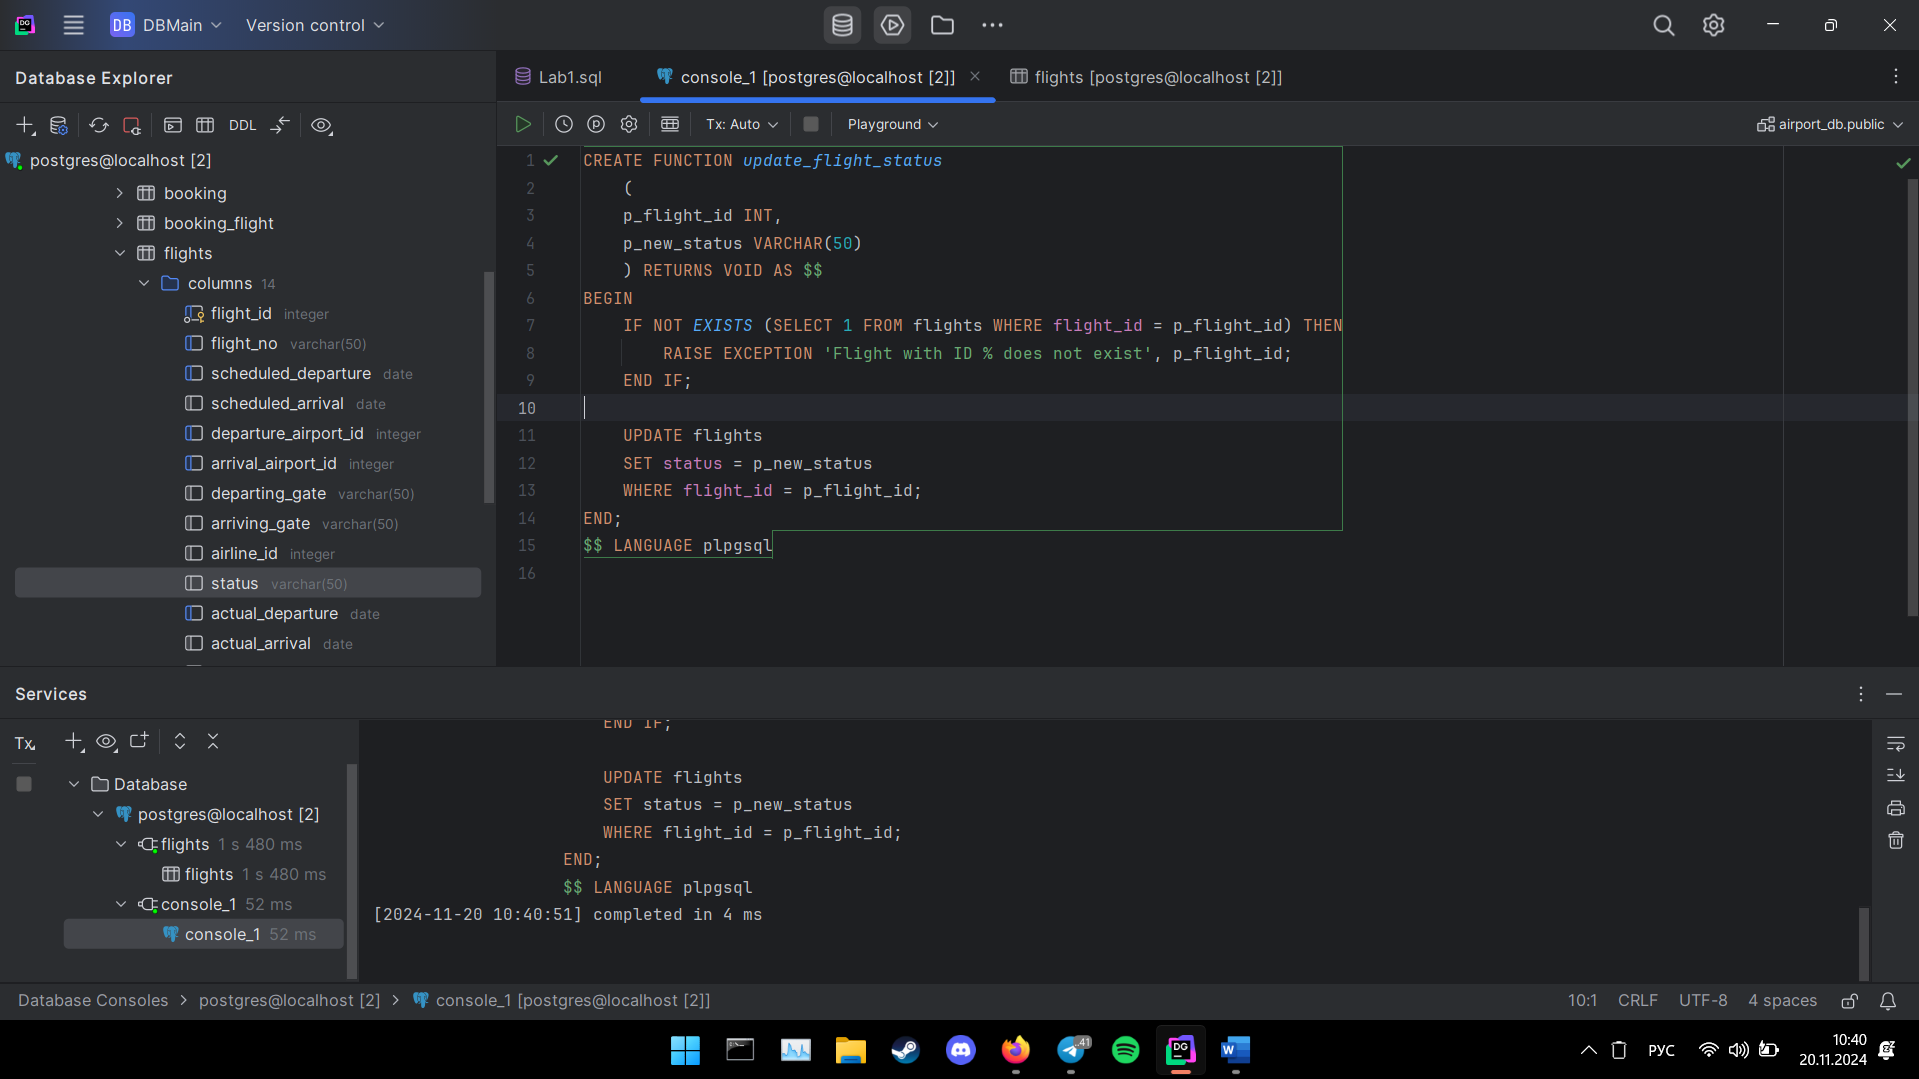 DB DBMain Version control
Database Explorer
Lab1.sql console_1 [postgres@localhost [2]] flights [postgres@localhost [2]]
DDL
Tx: Auto Playground airport_db.public
postgres@localhost [2]
booking
booking_flight
flights
columns 14
flight_id integer
flight_no varchar(50)
scheduled_departure date
scheduled_arrival date
departure_airport_id integer
arrival_airport_id integer
departing_gate varchar(50)
arriving_gate varchar(50)
airline_id integer
status varchar(50)
actual_departure date
actual_arrival date
1 CREATE FUNCTION update_flight_status
2 (
3 p_flight_id INT,
4 p_new_status VARCHAR(50)
5 ) RETURNS VOID AS $$
6 BEGIN
7 IF NOT EXISTS (SELECT 1 FROM flights WHERE flight_id = p_flight_id) THEN
8 RAISE EXCEPTION 'Flight with ID % does not exist', p_flight_id;
9 END IF;
10
11 UPDATE flights
12 SET status = p_new_status
13 WHERE flight_id = p_flight_id;
14 END;
15 $$ LANGUAGE plpgsql
16
Services
Tx
Database
postgres@localhost [2]
flights 1 s 480 ms
flights 1 s 480 ms
console_1 52 ms
console_1 52 ms
END IF;
UPDATE flights
SET status = p_new_status
WHERE flight_id = p_flight_id;
END;
$$ LANGUAGE plpgsql
[2024-11-20 10:40:51] completed in 4 ms
Database Consoles > postgres@localhost [2] > console_1 [postgres@localhost [2]]
10:1 CRLF UTF-8 4 spaces
41
DG
W
РУС
10:40
20.11.2024